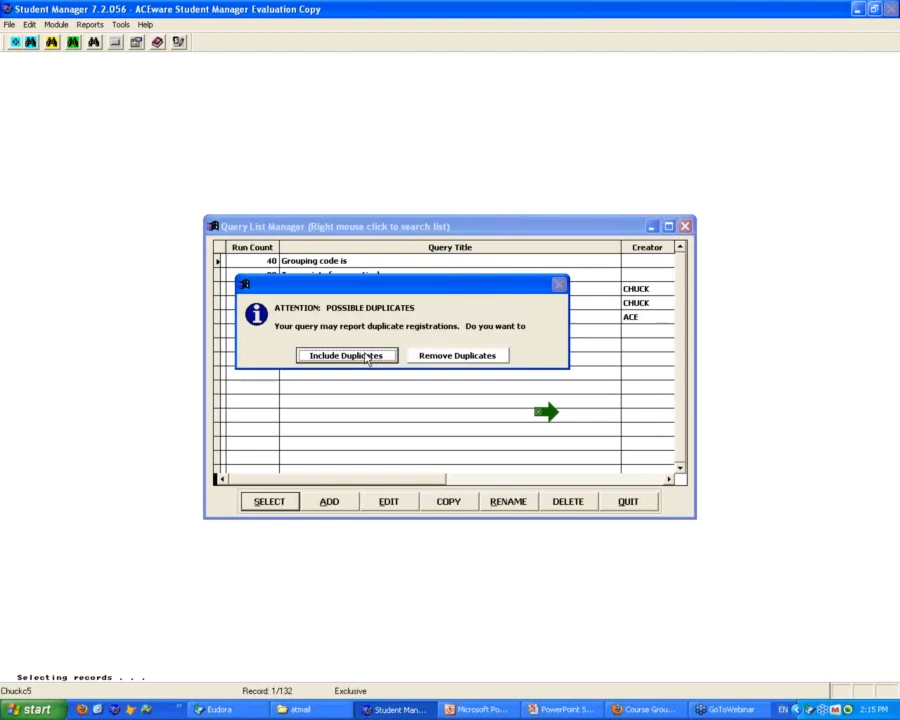 Student Manager 7.2.056 - ACEware Student Manager Evaluation Copy
File Edit Module Reports Tools Help
Query List Manager (Right mouse click to search list)
Run Count Query Title Creator
40 Grouping code is
CHUCK
CHUCK
ACE
ATTENTION: POSSIBLE DUPLICATES
Your query may report duplicate registrations. Do you want to
Include Duplicates Remove Duplicates
SELECT ADD EDIT COPY RENAME DELETE QUIT
Selecting records . . .
Chuckc5 Record: 1/132 Exclusive
start Eudora atmail Student Man... Microsoft Po... PowerPoint S... Course Grou... GoToWebinar EN 2:15 PM